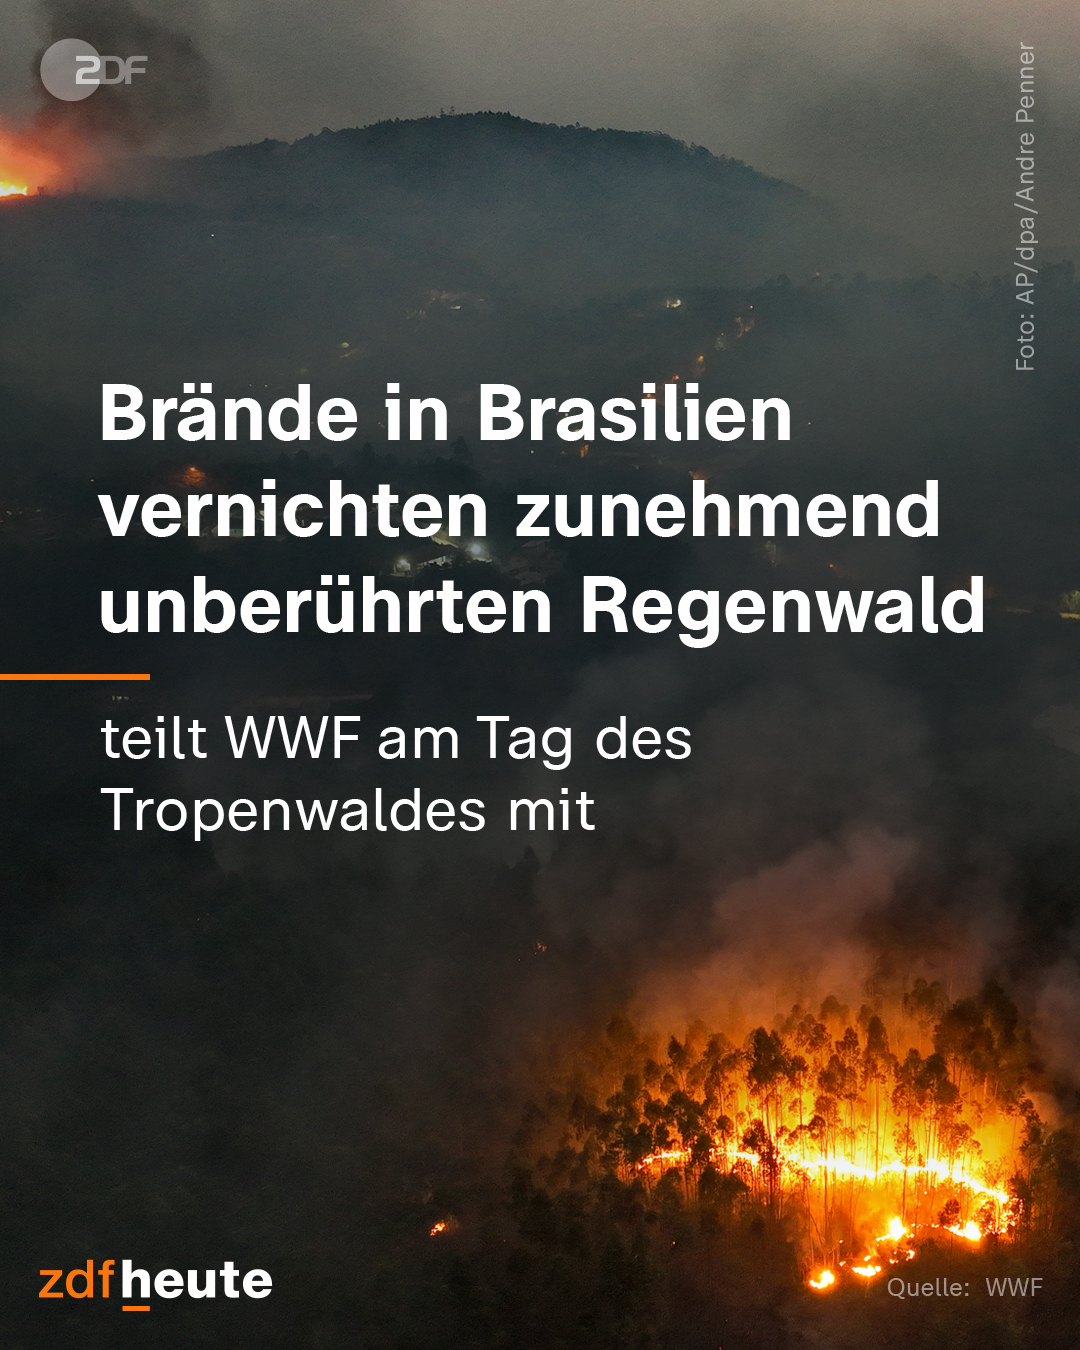 ZDF
Foto: AP/dpa/Andre Penner
Brände in Brasilien
vernichten zunehmend
unberührten Regenwald
teilt WWF am Tag des
Tropenwaldes mit
zdfheute
Quelle: WWF